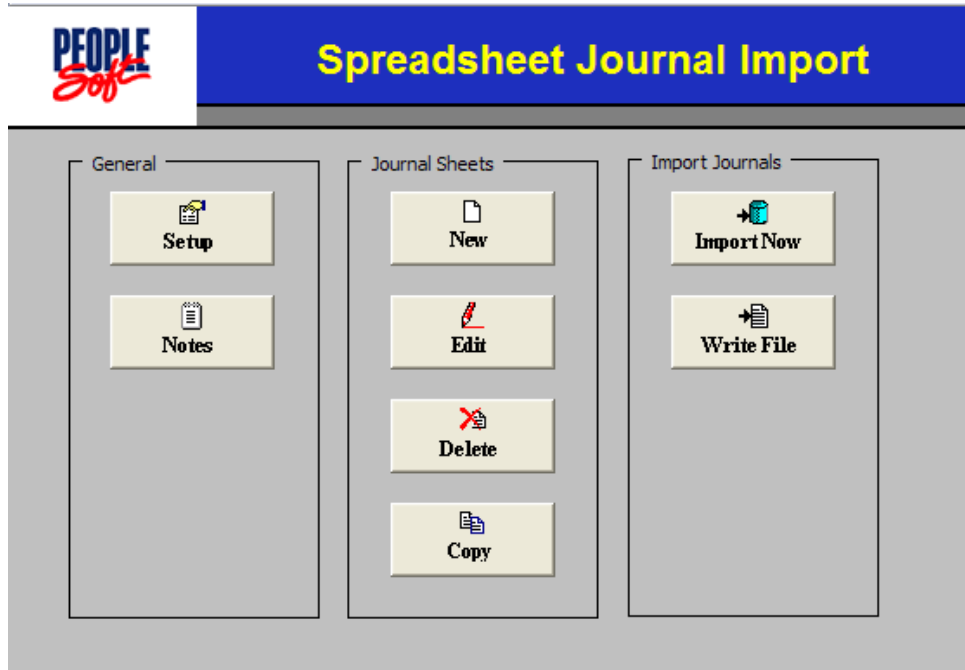 PEOPLE
Soft
Spreadsheet Journal Import
General
Setup
Notes
Journal Sheets
New
Edit
Delete
Copy
Import Journals
Import Now
Write File